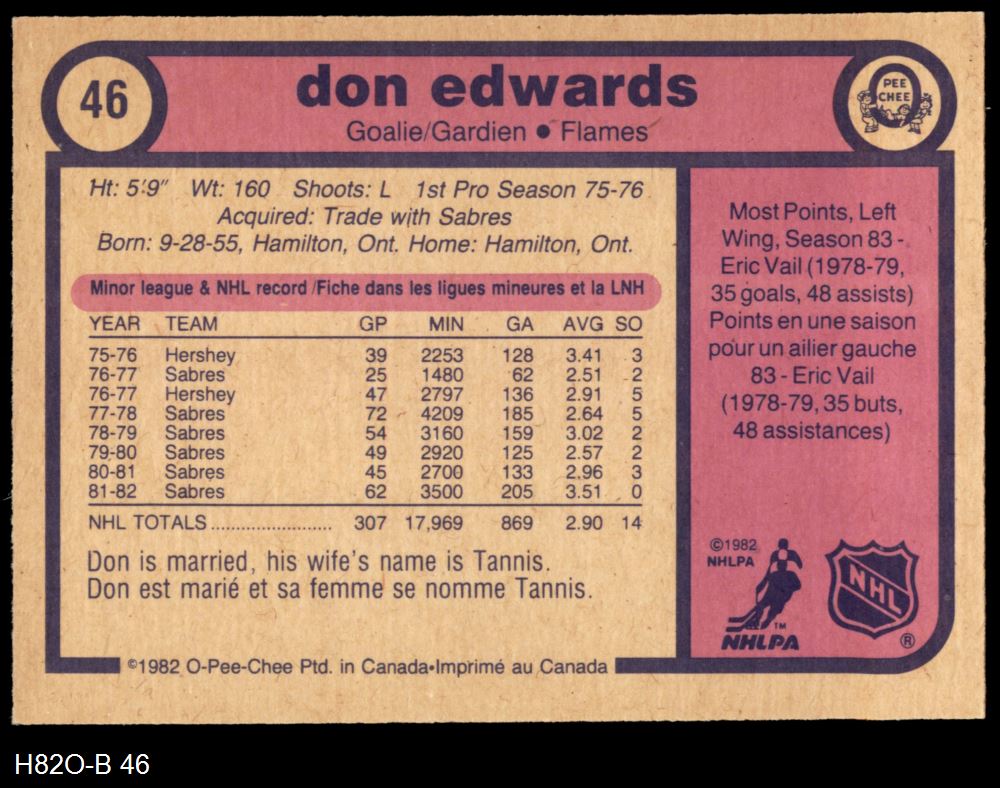 46
don edwards
Goalie/Gardien ● Flames
PEE
CHEE
Ht: 5'9" Wt: 160 Shoots: L 1st Pro Season 75-76
Acquired: Trade with Sabres
Born: 9-28-55, Hamilton, Ont. Home: Hamilton, Ont.
Minor league & NHL record /Fiche dans les ligues mineures et la LNH
YEAR TEAM GP MIN GA AVG SO
75-76 Hershey 39 2253 128 3.41 3
76-77 Sabres 25 1480 62 2.51 2
76-77 Hershey 47 2797 136 2.91 5
77-78 Sabres 72 4209 185 2.64 5
78-79 Sabres 54 3160 159 3.02 2
79-80 Sabres 49 2920 125 2.57 2
80-81 Sabres 45 2700 133 2.96 3
81-82 Sabres 62 3500 205 3.51 0
NHL TOTALS........................ 307 17,969 869 2.90 14
Don is married, his wife's name is Tannis.
Don est marié et sa femme se nomme Tannis.
©1982 O-Pee-Chee Ptd. in Canada•Imprimé au Canada
Most Points, Left
Wing, Season 83 -
Eric Vail (1978-79,
35 goals, 48 assists)
Points en une saison
pour un ailier gauche
83 - Eric Vail
(1978-79, 35 buts,
48 assistances)
©1982
NHLPA
TM
NHLPA
NHL
®
H82O-B 46